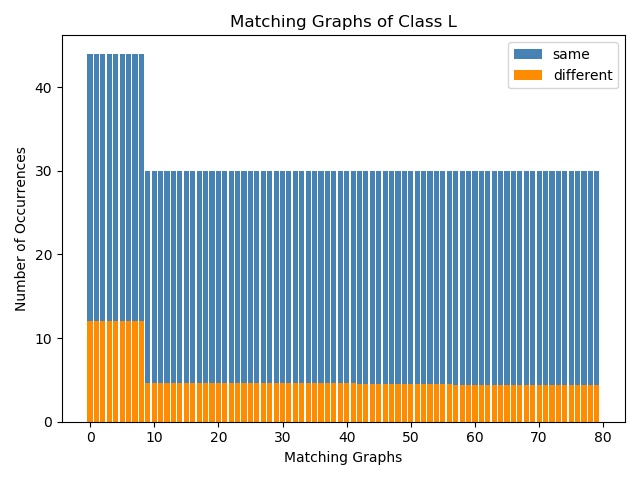 Matching Graphs of Class L
same
different
Number of Occurrences
40
30
20
10
0
0 10 20 30 40 50 60 70 80
Matching Graphs